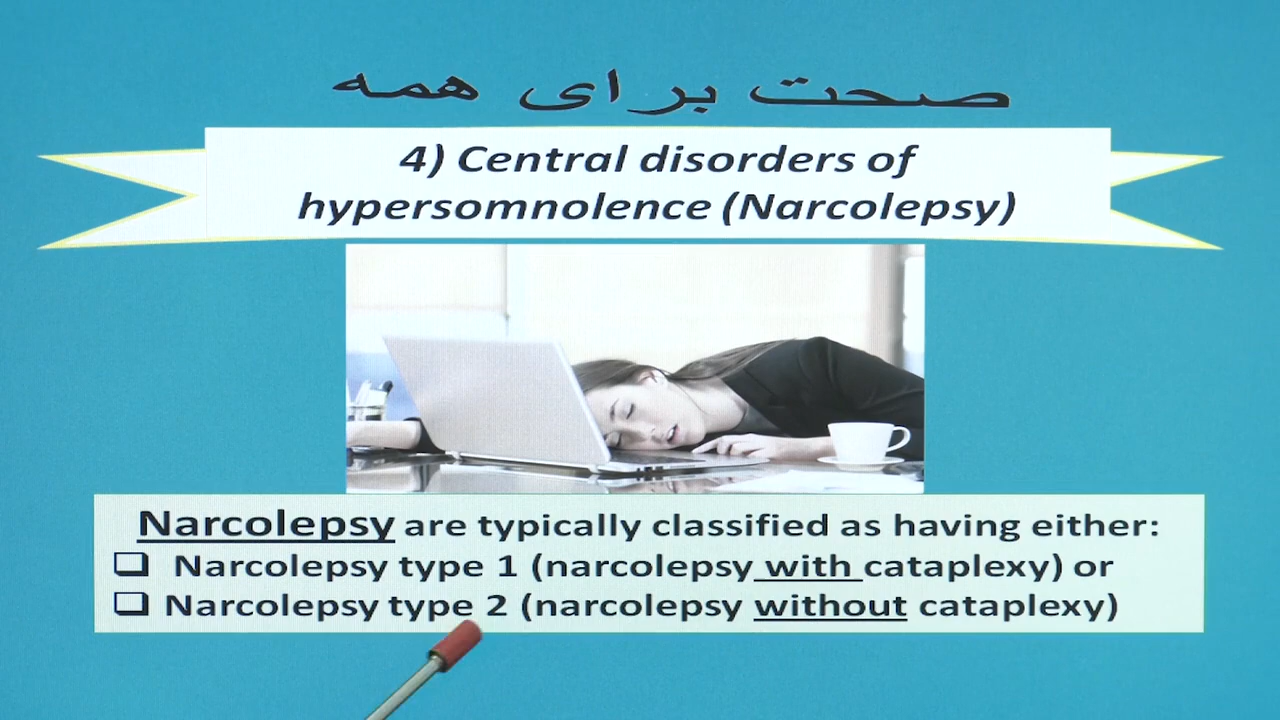 صحت برای همه
4) Central disorders of
hypersomnolence (Narcolepsy)
Narcolepsy are typically classified as having either:
❑ Narcolepsy type 1 (narcolepsy with cataplexy) or
❑ Narcolepsy type 2 (narcolepsy without cataplexy)